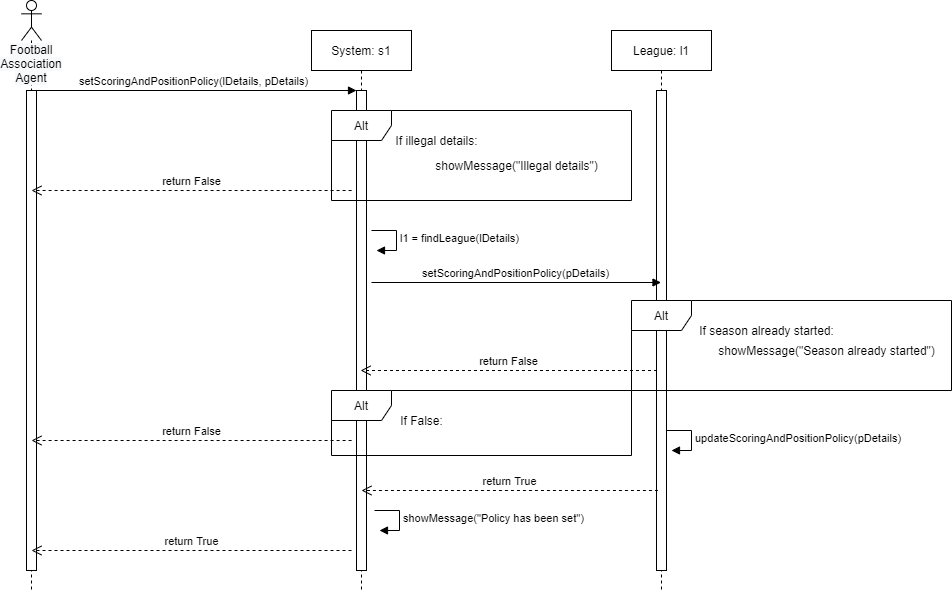 Football
Association
Agent
System: s1
League: l1
setScoringAndPositionPolicy(lDetails, pDetails)
Alt
If illegal details:
showMessage("Illegal details")
return False
l1 = findLeague(lDetails)
setScoringAndPositionPolicy(pDetails)
Alt
If season already started:
showMessage("Season already started")
return False
Alt
If False:
return False
updateScoringAndPositionPolicy(pDetails)
return True
showMessage("Policy has been set")
return True